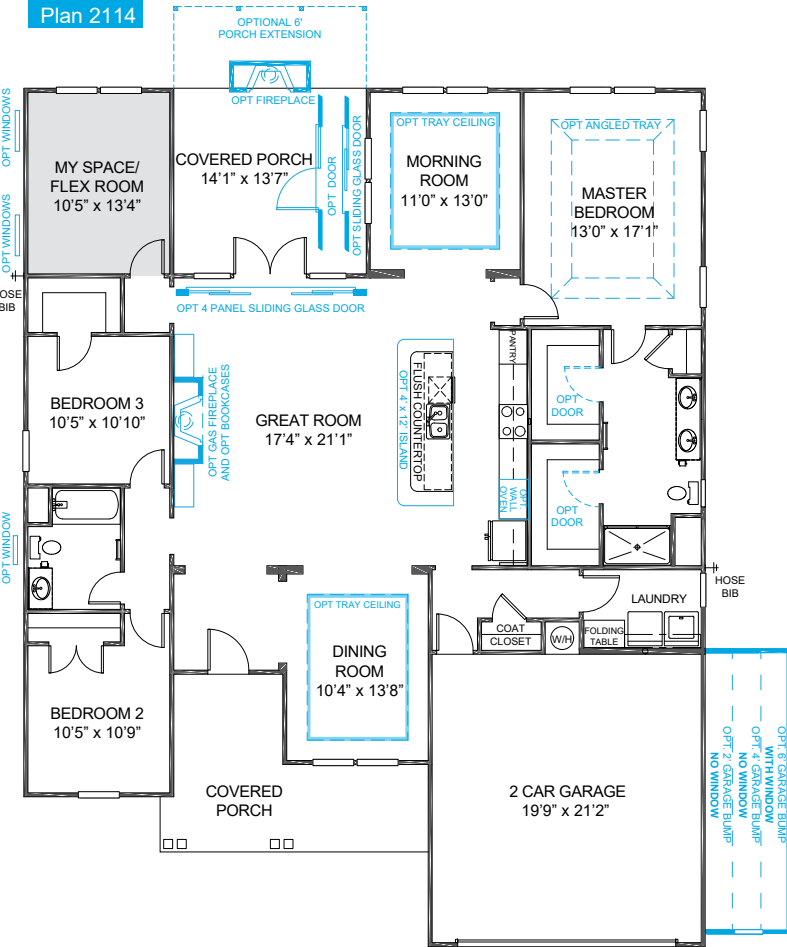 Plan 2114
OPTIONAL 6'
PORCH EXTENSION
OPT FIREPLACE
OPT WINDOWS
OPT WINDOWS
MY SPACE/
FLEX ROOM
10'5" x 13'4"
COVERED PORCH
14'1" x 13'7"
OPT DOOR
OPT SLIDING GLASS DOOR
OPT TRAY CEILING
MORNING
ROOM
11'0" x 13'0"
OPT ANGLED TRAY
MASTER
BEDROOM
13'0" x 17'1"
HOSE
BIB
OPT 4 PANEL SLIDING GLASS DOOR
BEDROOM 3
10'5" x 10'10"
OPT GAS FIREPLACE
AND OPT BOOKCASES
GREAT ROOM
17'4" x 21'1"
OPT 4' x 12' ISLAND
FLUSH COUNTERTOP
PANTRY
OPT.
WALL
OVEN
OPT
DOOR
OPT
DOOR
OPT WINDOW
HOSE
BIB
LAUNDRY
FOLDING
TABLE
W/H
COAT
CLOSET
OPT TRAY CEILING
DINING
ROOM
10'4" x 13'8"
BEDROOM 2
10'5" x 10'9"
COVERED
PORCH
2 CAR GARAGE
19'9" x 21'2"
OPT. 2' GARAGE BUMP
NO WINDOW
OPT. 4' GARAGE BUMP
NO WINDOW
OPT. 6' GARAGE BUMP
WITH WINDOW